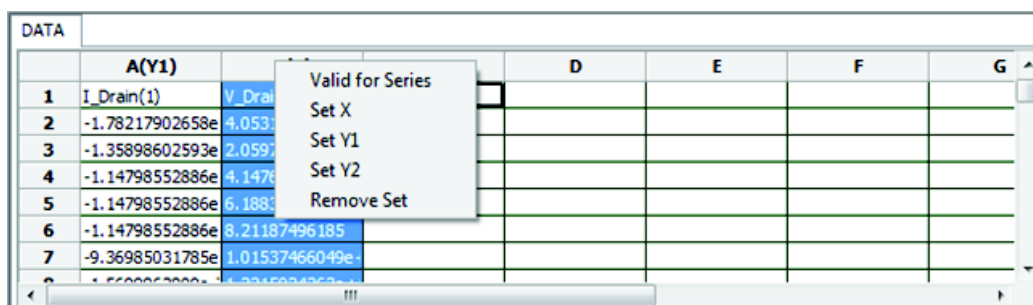 DATA
A(Y1) D E F G
Valid for Series
Set X
Set Y1
Set Y2
Remove Set
1 I_Drain(1) V_Drai
2 -1.78217902658e 4.0531
3 -1.35898602593e 2.0597
4 -1.14798552886e 4.1476
5 -1.14798552886e 6.1883
6 -1.14798552886e 8.21187496185
7 -9.36985031785e 1.01537466049e-